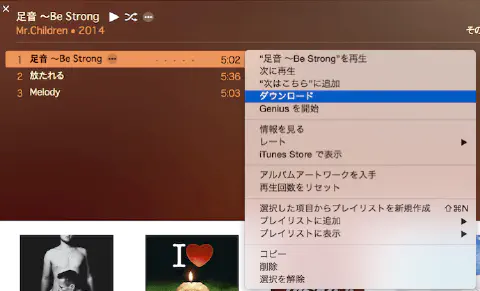 足音 〜Be Strong
Mr.Children • 2014
その
1 足音 〜Be Strong 5:02
2 放たれる 5:36
3 Melody 5:03
"足音 〜Be Strong"を再生
次に再生
"次はこちら"に追加
ダウンロード
Genius を開始
情報を見る
レート
iTunes Store で表示
アルバムアートワークを入手
再生回数をリセット
選択した項目からプレイリストを新規作成 ⇧⌘N
プレイリストに追加
プレイリストに表示
コピー
削除
選択を解除
I